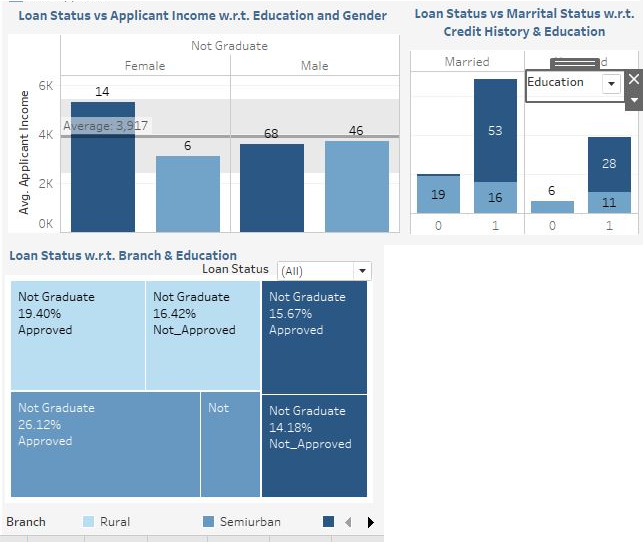 Loan Status vs Applicant Income w.r.t. Education and Gender
Not Graduate
Female
Male
Avg. Applicant Income
6K
4K
2K
0K
14
6
68
46
Average: 3,917
Loan Status vs Marrital Status w.r.t.
Credit History & Education
Married
d
Education
19
53
16
6
28
11
0
1
0
1
Loan Status w.r.t. Branch & Education
Loan Status
(All)
Not Graduate
19.40%
Approved
Not Graduate
16.42%
Not_Approved
Not Graduate
15.67%
Approved
Not Graduate
26.12%
Approved
Not
Not Graduate
14.18%
Not_Approved
Branch
Rural
Semiurban